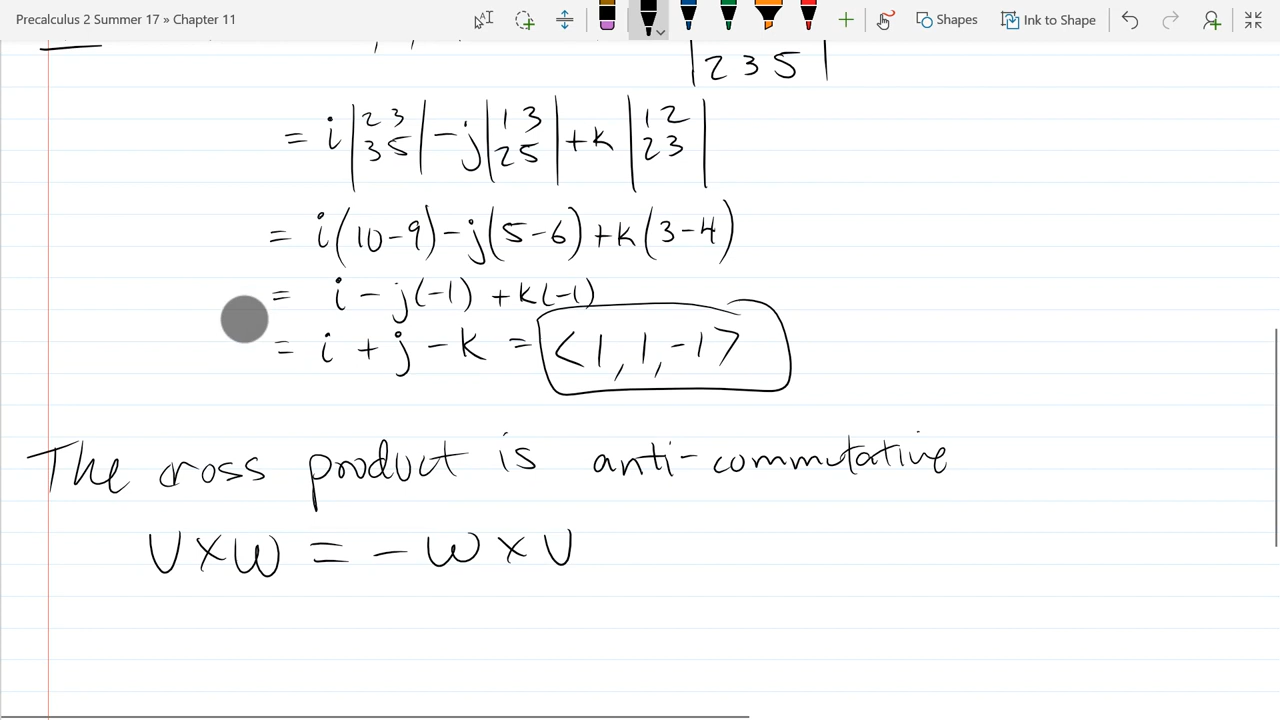 Precalculus 2 Summer 17 » Chapter 11
Shapes
Ink to Shape
| 2 3 5 |
= i |2 3| - j |1 3| + k |1 2|
|3 5| |2 5| |2 3|
= i(10-9) - j(5-6) + k(3-4)
= i - j(-1) + k(-1)
= i + j - k = <1, 1, -1>
The cross product is anti-commutative
V × W = - W × V